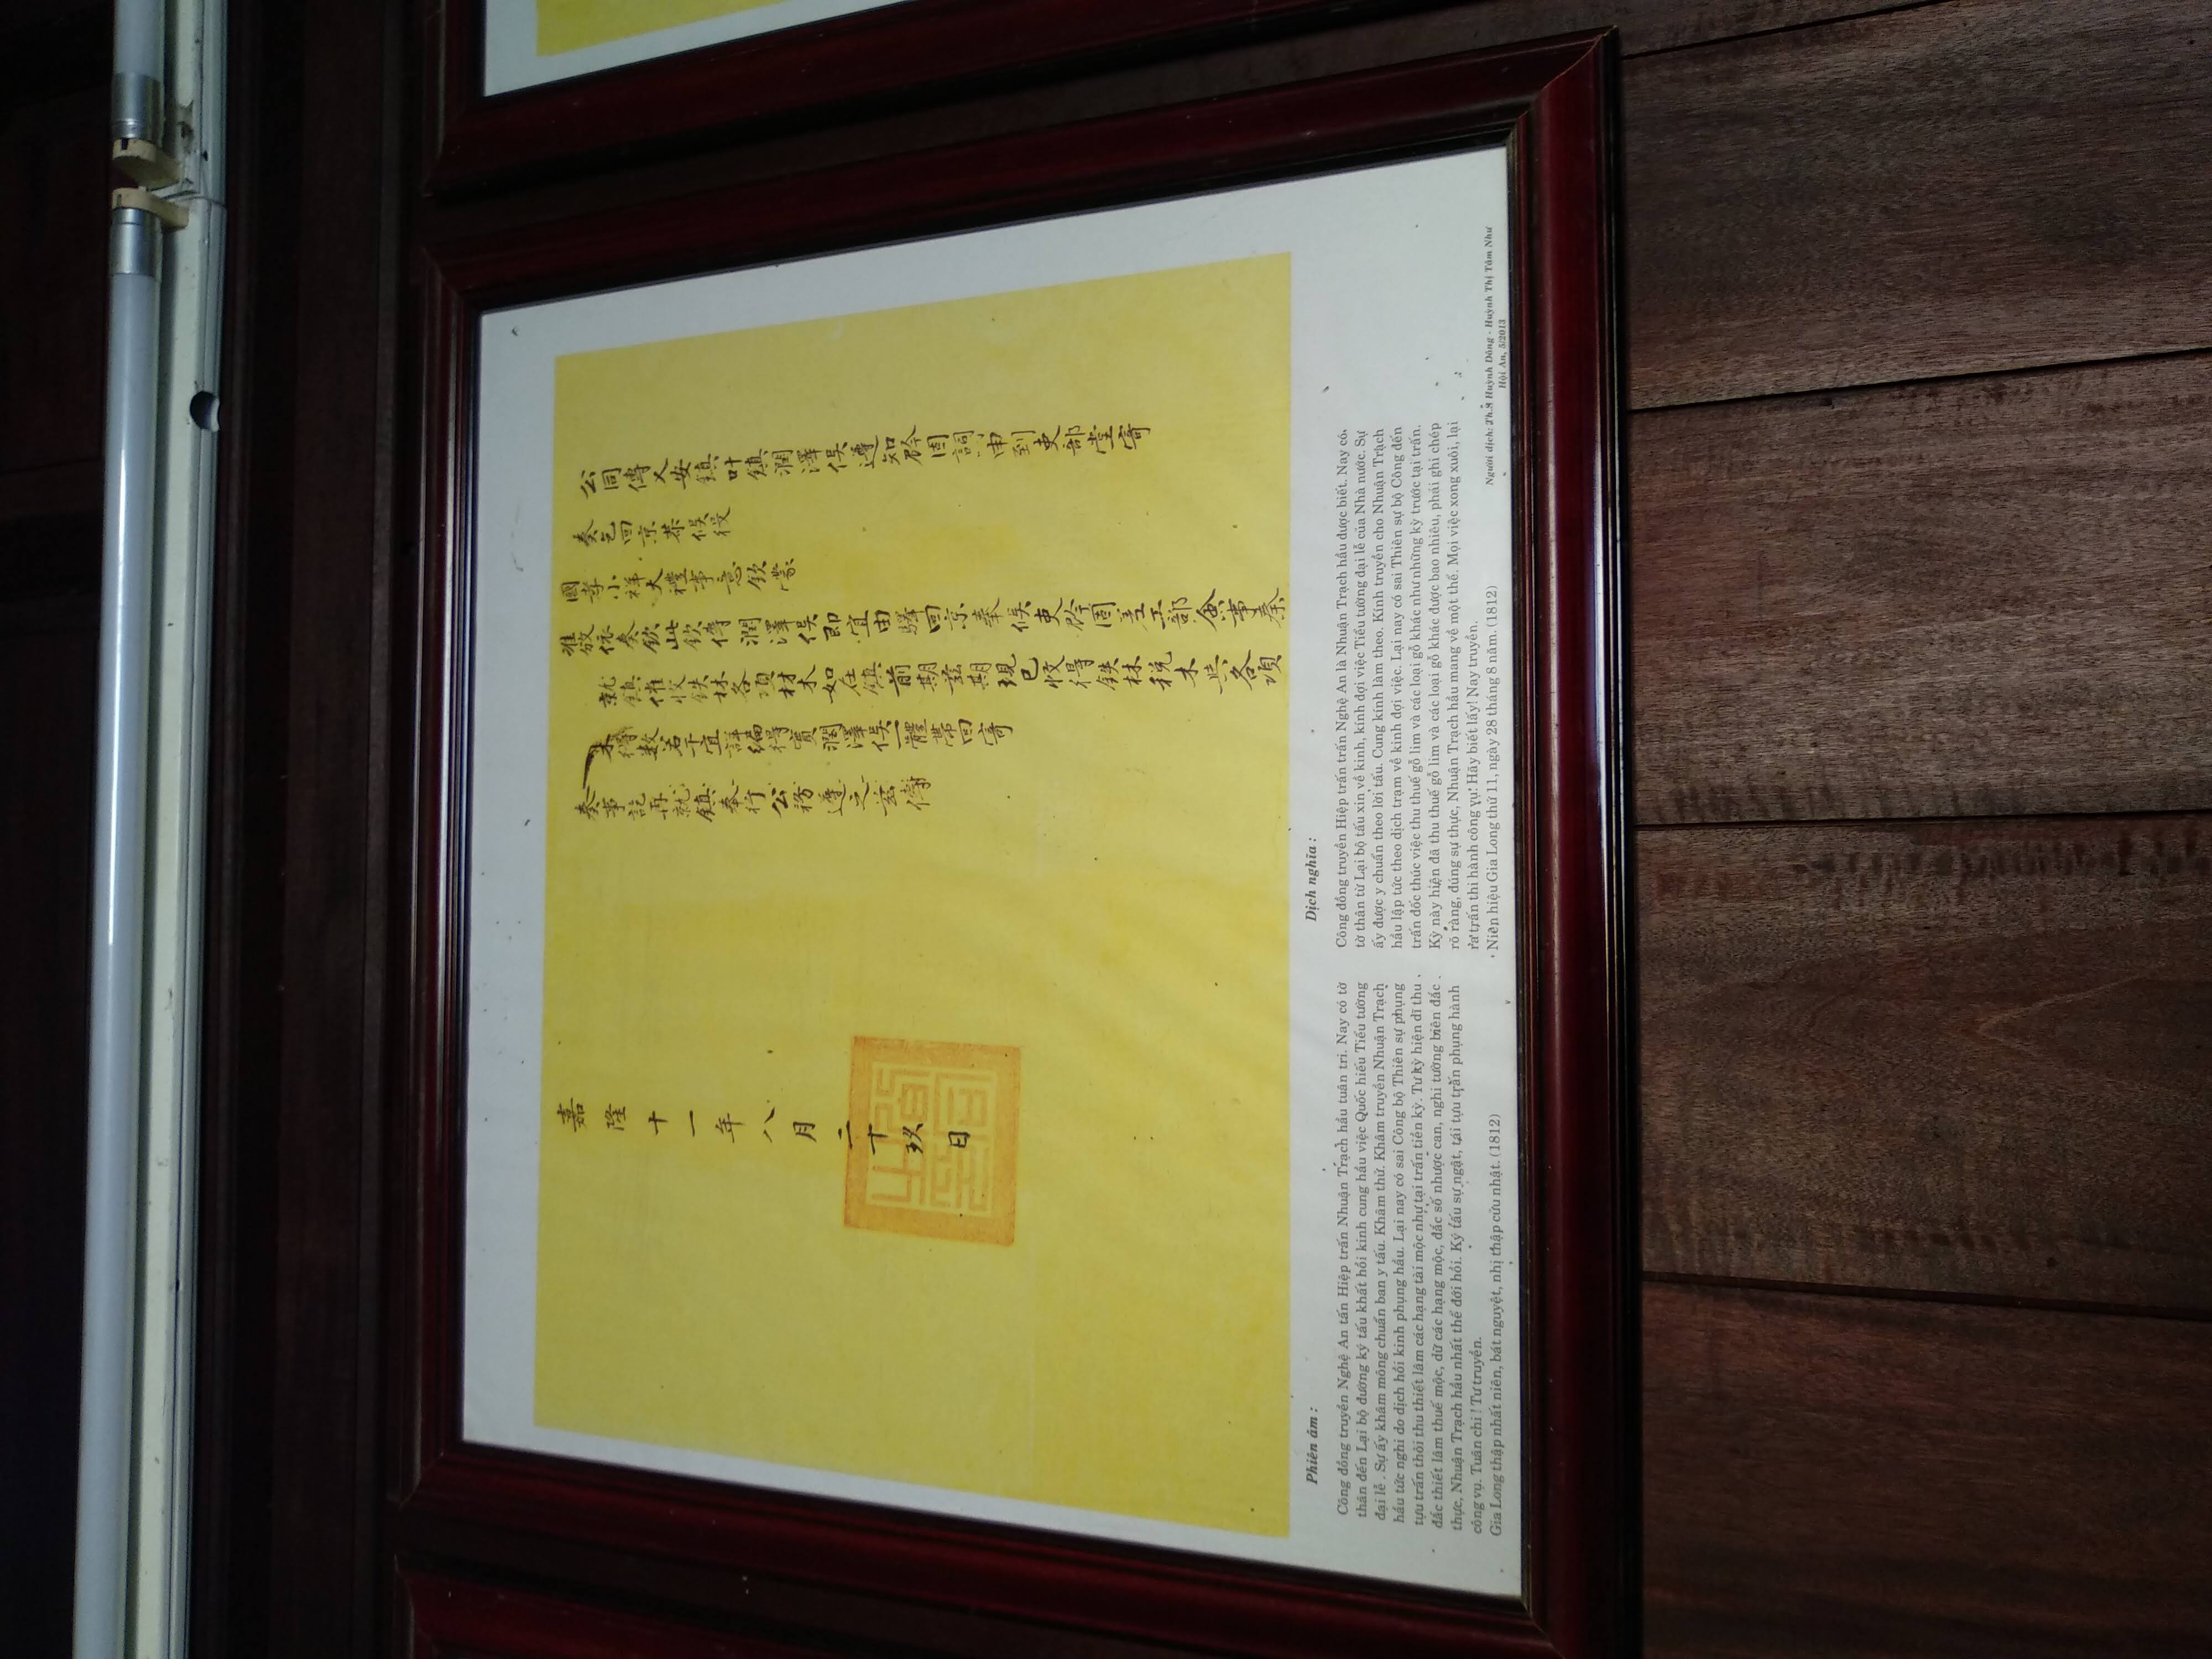 公同傳乂安鎮叶鎮潤澤侯遵知𫝆固詞申到吏部堂寄
奏乞回京恭候役
國孝小祥大禮事意欽蒙
准放依奏欽此欽傳潤澤侯即宜由驛回京奉候吏𫝆固差工部僉事奉
就鎮催收鉄林各項材木如在鎮前期茲期現已收得鉄林税木与各項
木得数若干宜詳編得實潤澤侯一體帶回寄
奏事訖再就鎮奉行公務遵之茲傳
嘉隆十一年八月二十玖日
Phiên âm :
Công đồng truyền Nghệ An tấn Hiệp trấn Nhuận Trạch hầu tuân tri. Nay có tờ
thân đến Lại bộ đường ký tấu khất hồi kinh cung hầu việc Quốc hiếu Tiểu tường
đại lễ . Sự ấy khâm mông chuẩn ban y tấu. Khâm thử. Khâm truyền Nhuận Trạch
hầu tức nghi do dịch hồi kinh phụng hầu. Lại nay có sai Công bộ Thiên sự phụng
tựu trấn thôi thu thiết lâm các hạng tài mộc như tại trấn tiền kỳ. Tư kỳ hiện dĩ thu
đắc thiết lâm thuế mộc, dữ các hạng mộc, đắc số nhược can, nghi tường biên đắc
thực, Nhuận Trạch hầu nhất thể đới hồi. Ký tấu sự ngật, tái tựu trấn phụng hành
công vụ. Tuân chi ! Tư truyền.
Gia Long thập nhất niên, bát nguyệt, nhị thập cửu nhật. (1812)
Dịch nghĩa :
Công đồng truyền Hiệp trấn trấn Nghệ An là Nhuận Trạch hầu được biết. Nay có
tờ thân từ Lại bộ tấu xin về kinh, kính đợi việc Tiểu tường đại lễ của Nhà nước. Sự
ấy được y chuẩn theo lời tấu. Cung kính làm theo. Kính truyền cho Nhuận Trạch
hầu lập tức theo dịch trạm về kinh đợi việc. Lại nay có sai Thiên sự bộ Công đến
trấn đốc thúc việc thu thuế gỗ lim và các loại gỗ khác như những kỳ trước tại trấn.
Kỳ này hiện đã thu thuế gỗ lim và các loại gỗ khác được bao nhiêu, phải ghi chép
rõ ràng, đúng sự thực, Nhuận Trạch hầu mang về một thể. Mọi việc xong xuôi, lại
ra trấn thi hành công vụ! Hãy biết lấy! Nay truyền.
Niên hiệu Gia Long thứ 11, ngày 28 tháng 8 năm. (1812)
Người dịch: Th.S Huỳnh Dõng - Huỳnh Thị Tâm Như
Hội An, 5/2013